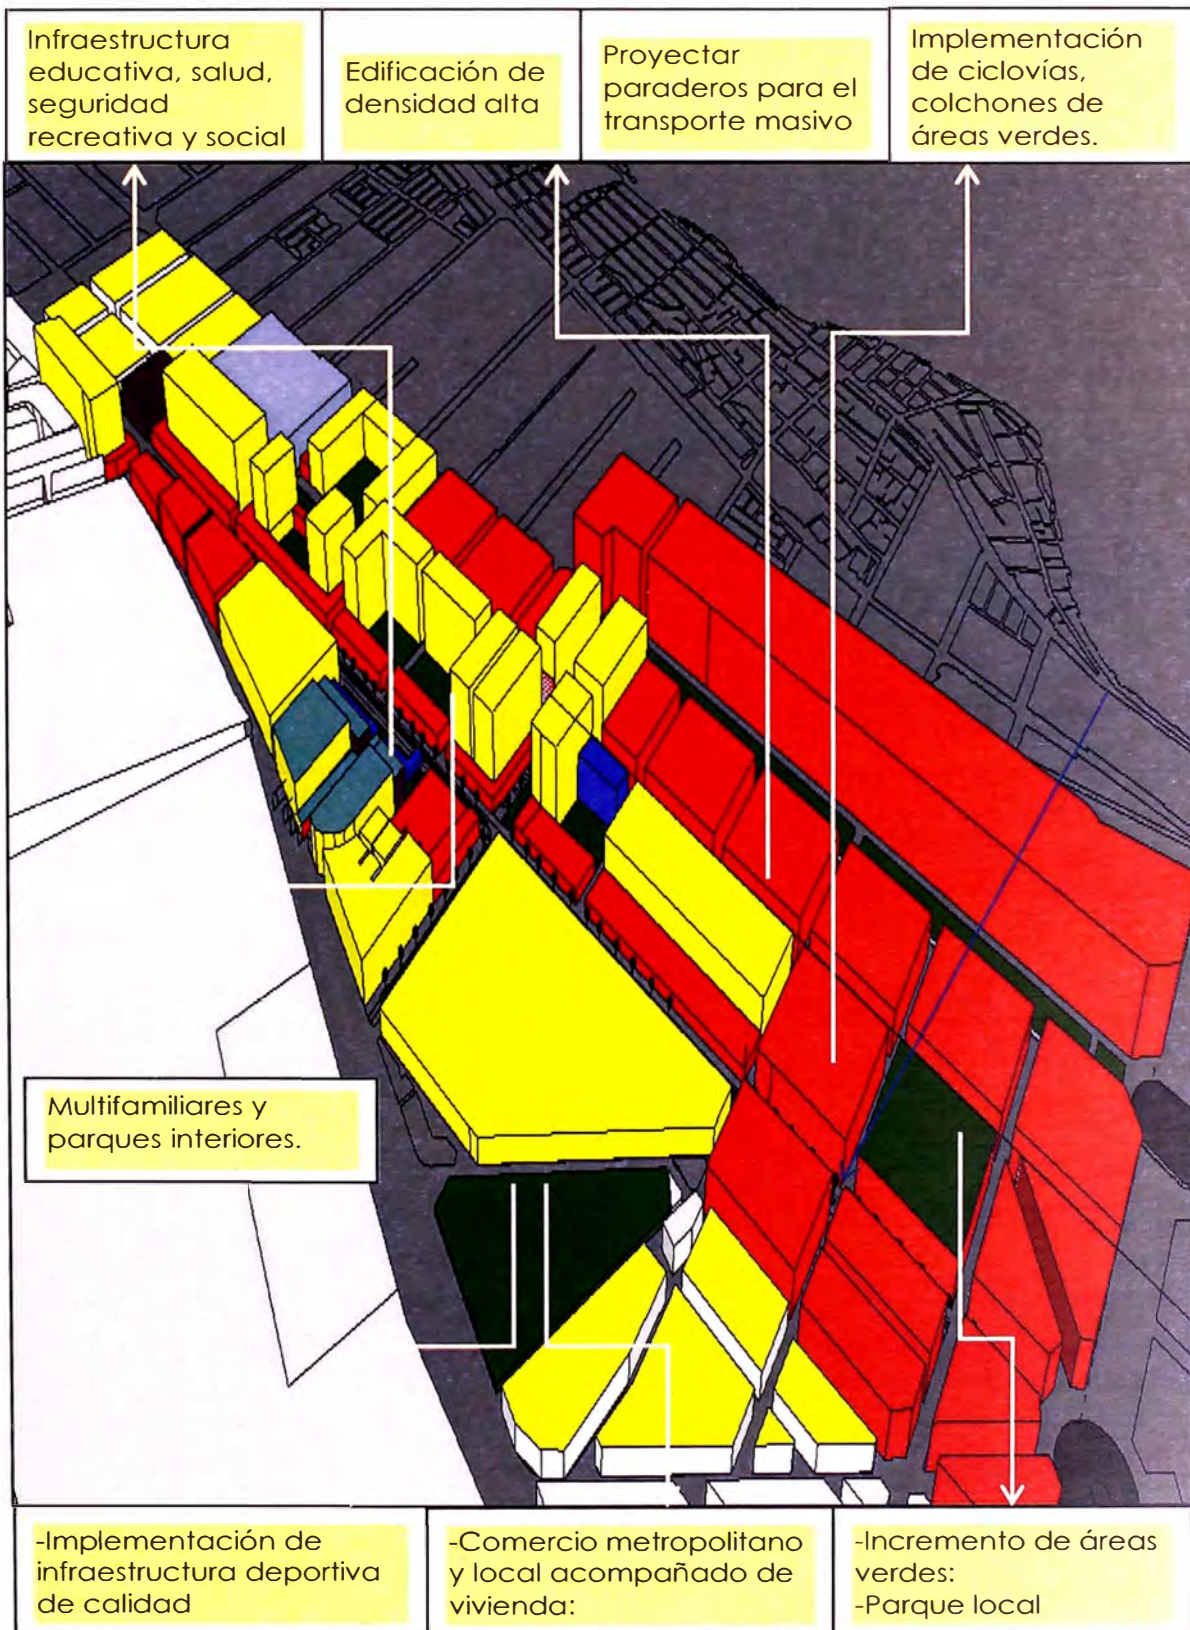 Infraestructura
educativa, salud,
seguridad
recreativa y social
Edificación de
densidad alta
Proyectar
paraderos para el
transporte masivo
Implementación
de ciclovías,
colchones de
áreas verdes.
Multifamiliares y
parques interiores.
-Implementación de
infraestructura deportiva
de calidad
-Comercio metropolitano
y local acompañado de
vivienda:
-Incremento de áreas
verdes:
-Parque local